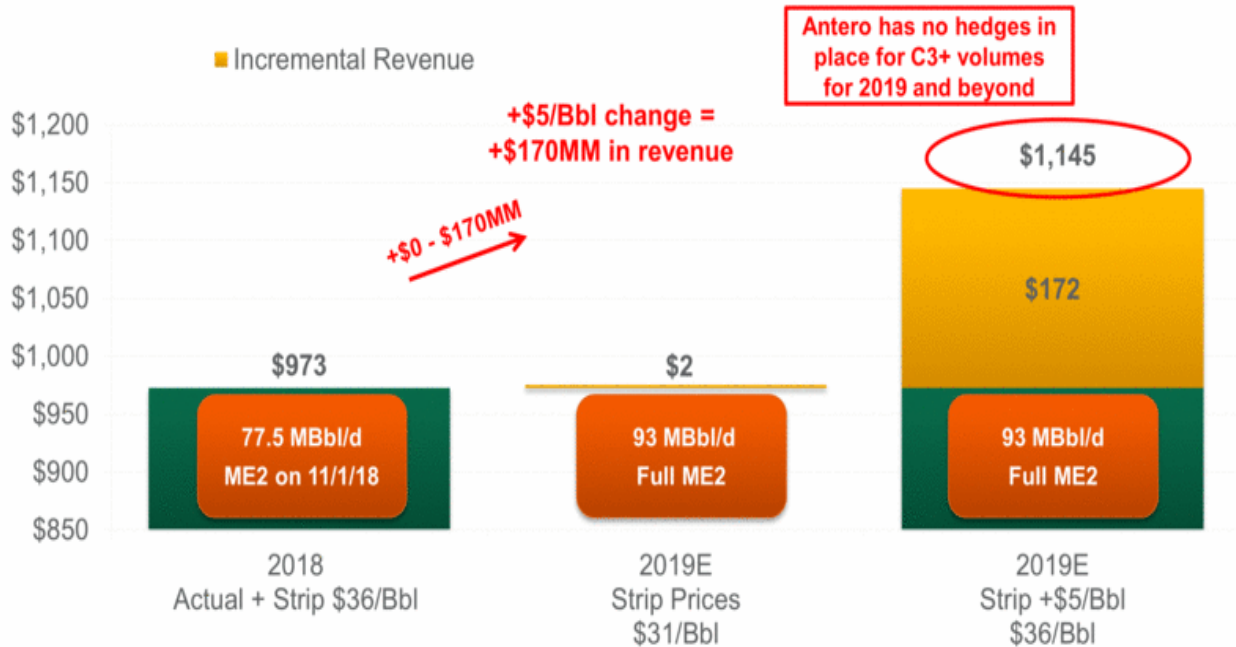 Antero has no hedges in
place for C3+ volumes
for 2019 and beyond
Incremental Revenue
+$5/Bbl change =
+$170MM in revenue
+$0 - $170MM
$1,200
$1,150
$1,100
$1,050
$1,000
$950
$900
$850
$973
77.5 MBbl/d
ME2 on 11/1/18
$2
93 MBbl/d
Full ME2
$1,145
$172
93 MBbl/d
Full ME2
2018
Actual + Strip $36/Bbl
2019E
Strip Prices
$31/Bbl
2019E
Strip +$5/Bbl
$36/Bbl